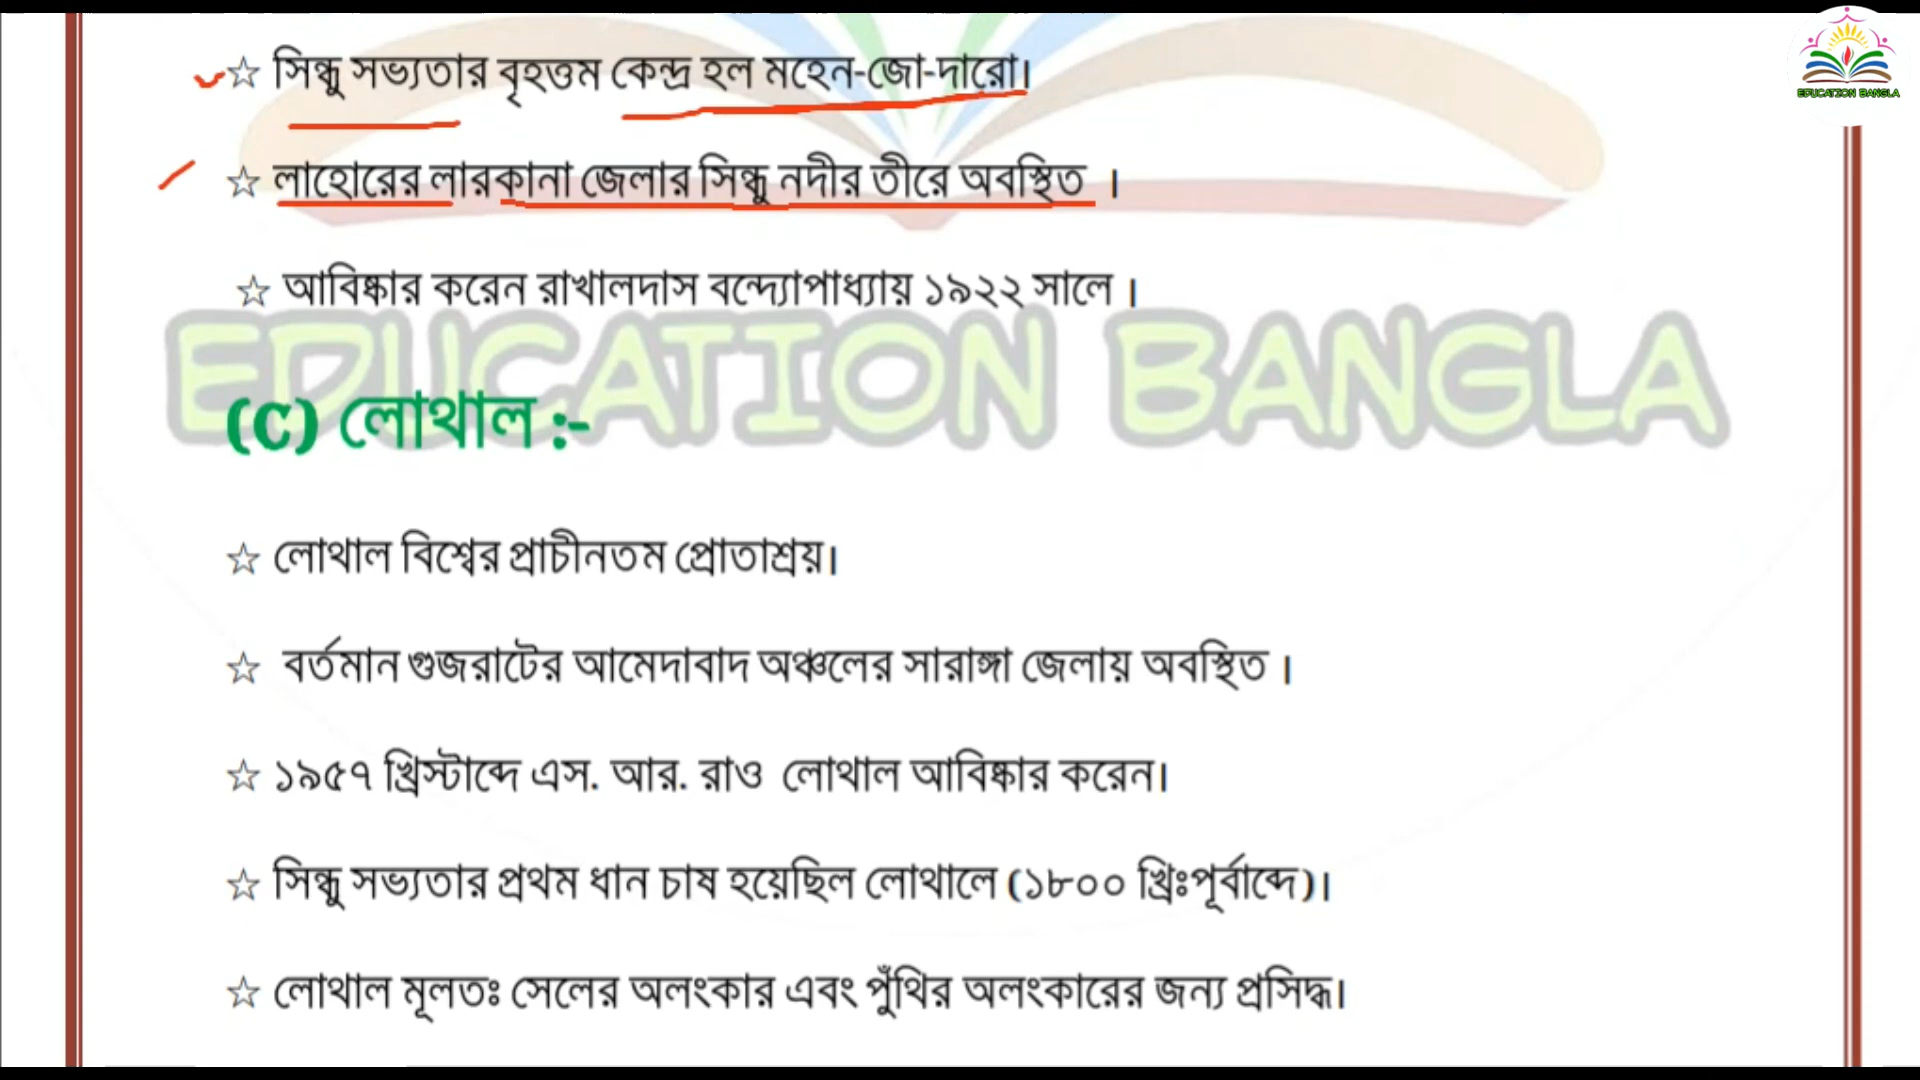 ☆ সিন্ধু সভ্যতার বৃহত্তম কেন্দ্র হল মহেন-জো-দারো।
☆ লাহোরের লারকানা জেলার সিন্ধু নদীর তীরে অবস্থিত ।
☆ আবিষ্কার করেন রাখালদাস বন্দ্যোপাধ্যায় ১৯২২ সালে ।
EDUCATION BANGLA
(C) লোথাল :-
☆ লোথাল বিশ্বের প্রাচীনতম প্রোতাশ্রয়।
☆ বর্তমান গুজরাটের আমেদাবাদ অঞ্চলের সারাঙ্গা জেলায় অবস্থিত ।
☆ ১৯৫৭ খ্রিস্টাব্দে এস. আর. রাও লোথাল আবিষ্কার করেন।
☆ সিন্ধু সভ্যতার প্রথম ধান চাষ হয়েছিল লোথালে (১৮০০ খ্রিঃপূর্বাব্দে)।
☆ লোথাল মূলতঃ সেলের অলংকার এবং পুঁথির অলংকারের জন্য প্রসিদ্ধ।
EDUCATION BANGLA